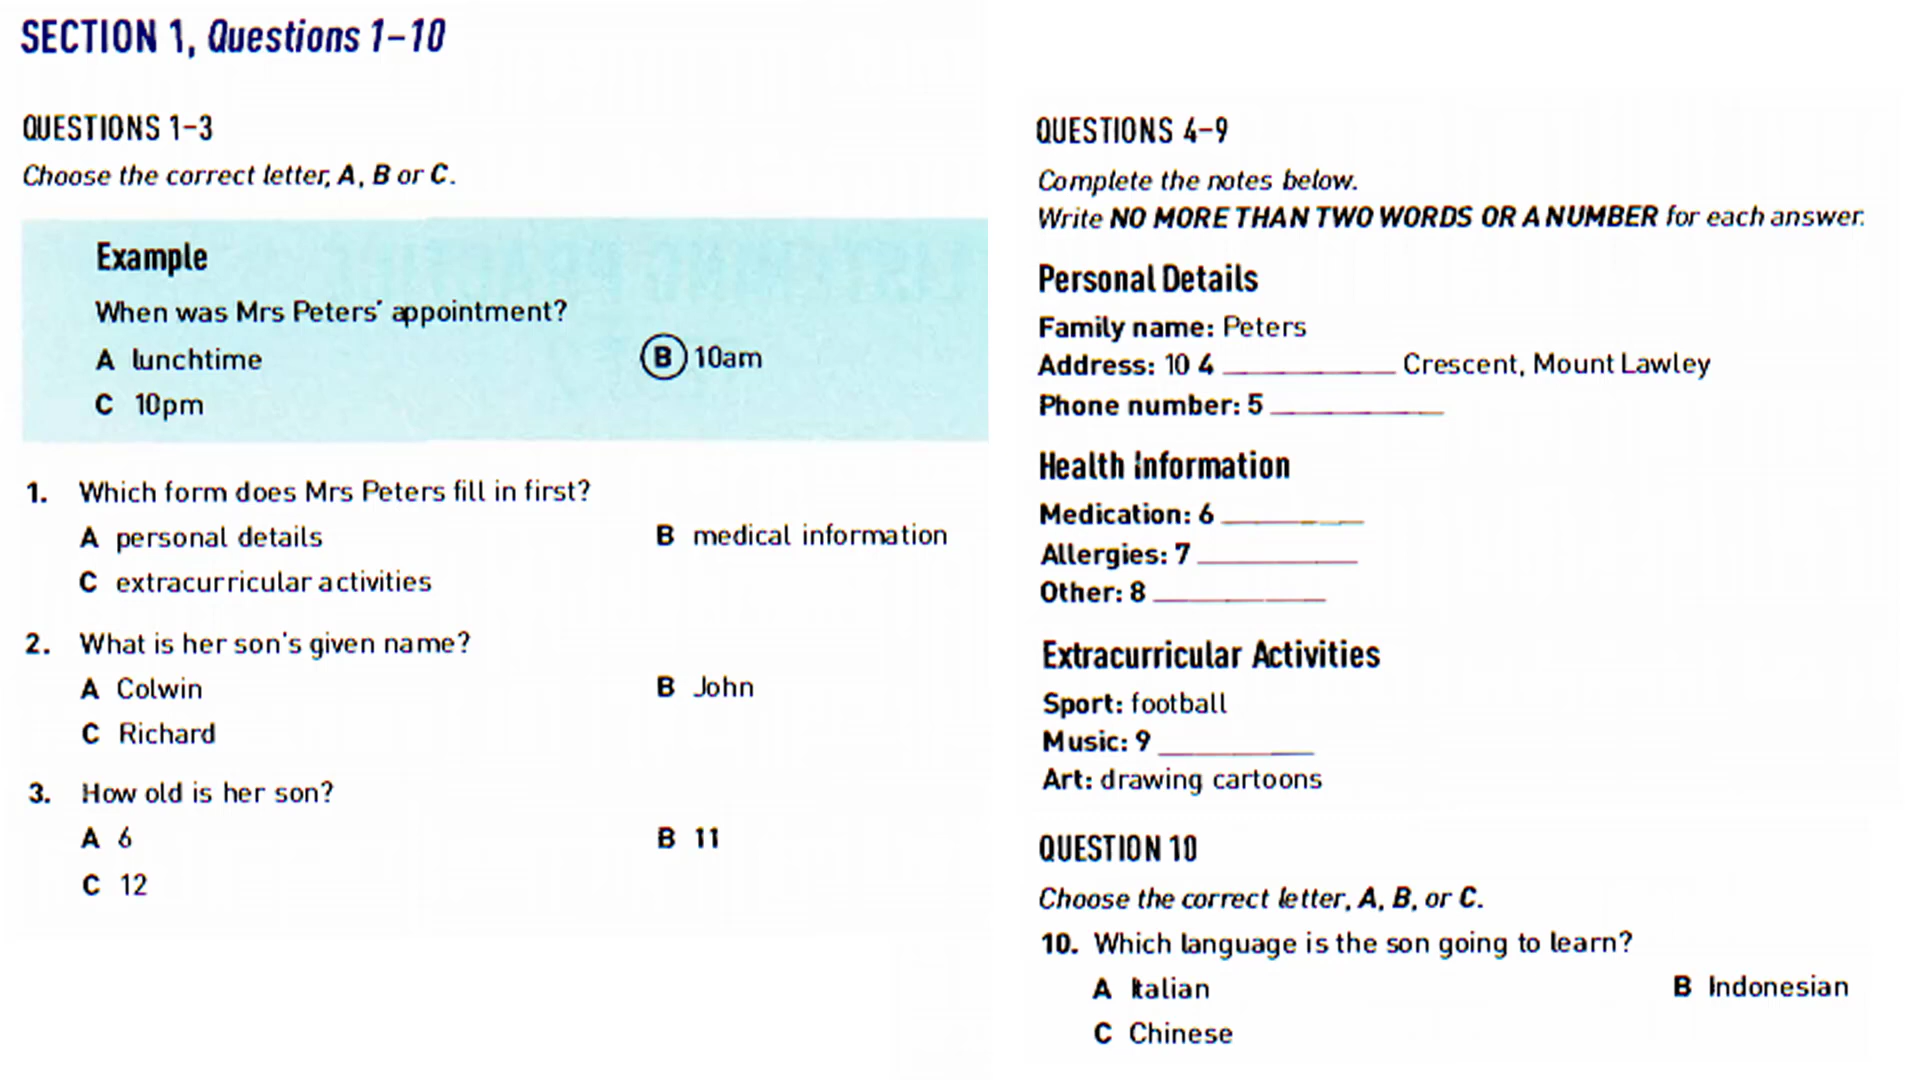 SECTION 1, Questions 1–10
QUESTIONS 1–3
Choose the correct letter, A, B or C.
Example
When was Mrs Peters' appointment?
A lunchtime
B 10am
C 10pm
1. Which form does Mrs Peters fill in first?
A personal details
B medical information
C extracurricular activities
2. What is her son's given name?
A Colwin
B John
C Richard
3. How old is her son?
A 6
B 11
C 12
QUESTIONS 4–9
Complete the notes below.
Write NO MORE THAN TWO WORDS OR A NUMBER for each answer.
Personal Details
Family name: Peters
Address: 10 4 __________ Crescent, Mount Lawley
Phone number: 5 __________
Health Information
Medication: 6 __________
Allergies: 7 __________
Other: 8 __________
Extracurricular Activities
Sport: football
Music: 9 __________
Art: drawing cartoons
QUESTION 10
Choose the correct letter, A, B, or C.
10. Which language is the son going to learn?
A Italian
B Indonesian
C Chinese